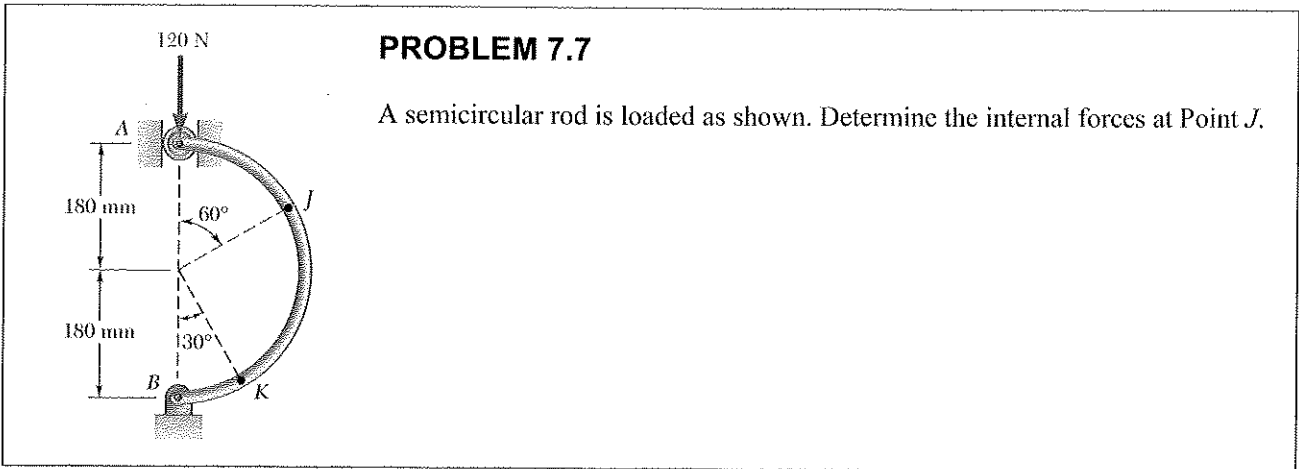 120 N
PROBLEM 7.7
A semicircular rod is loaded as shown. Determine the internal forces at Point J.
A
180 mm
60°
J
180 mm
30°
B
K